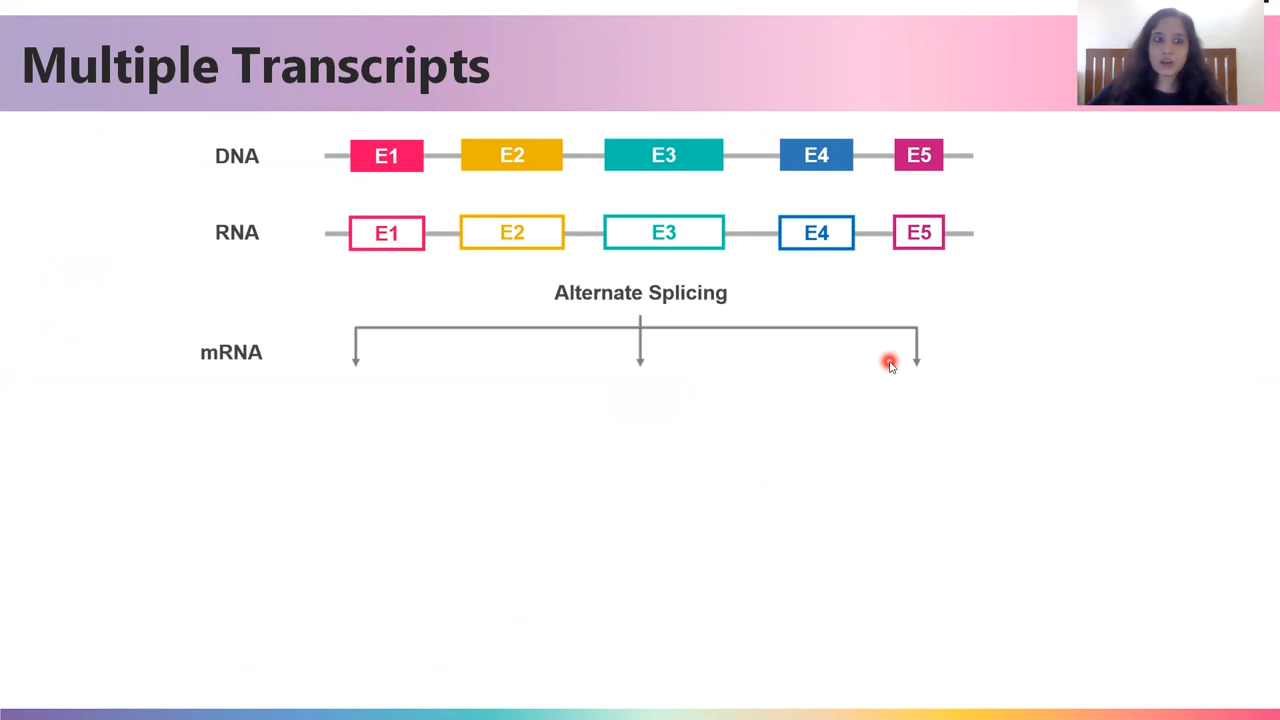 Multiple Transcripts
DNA E1 E2 E3 E4 E5
RNA E1 E2 E3 E4 E5
Alternate Splicing
mRNA